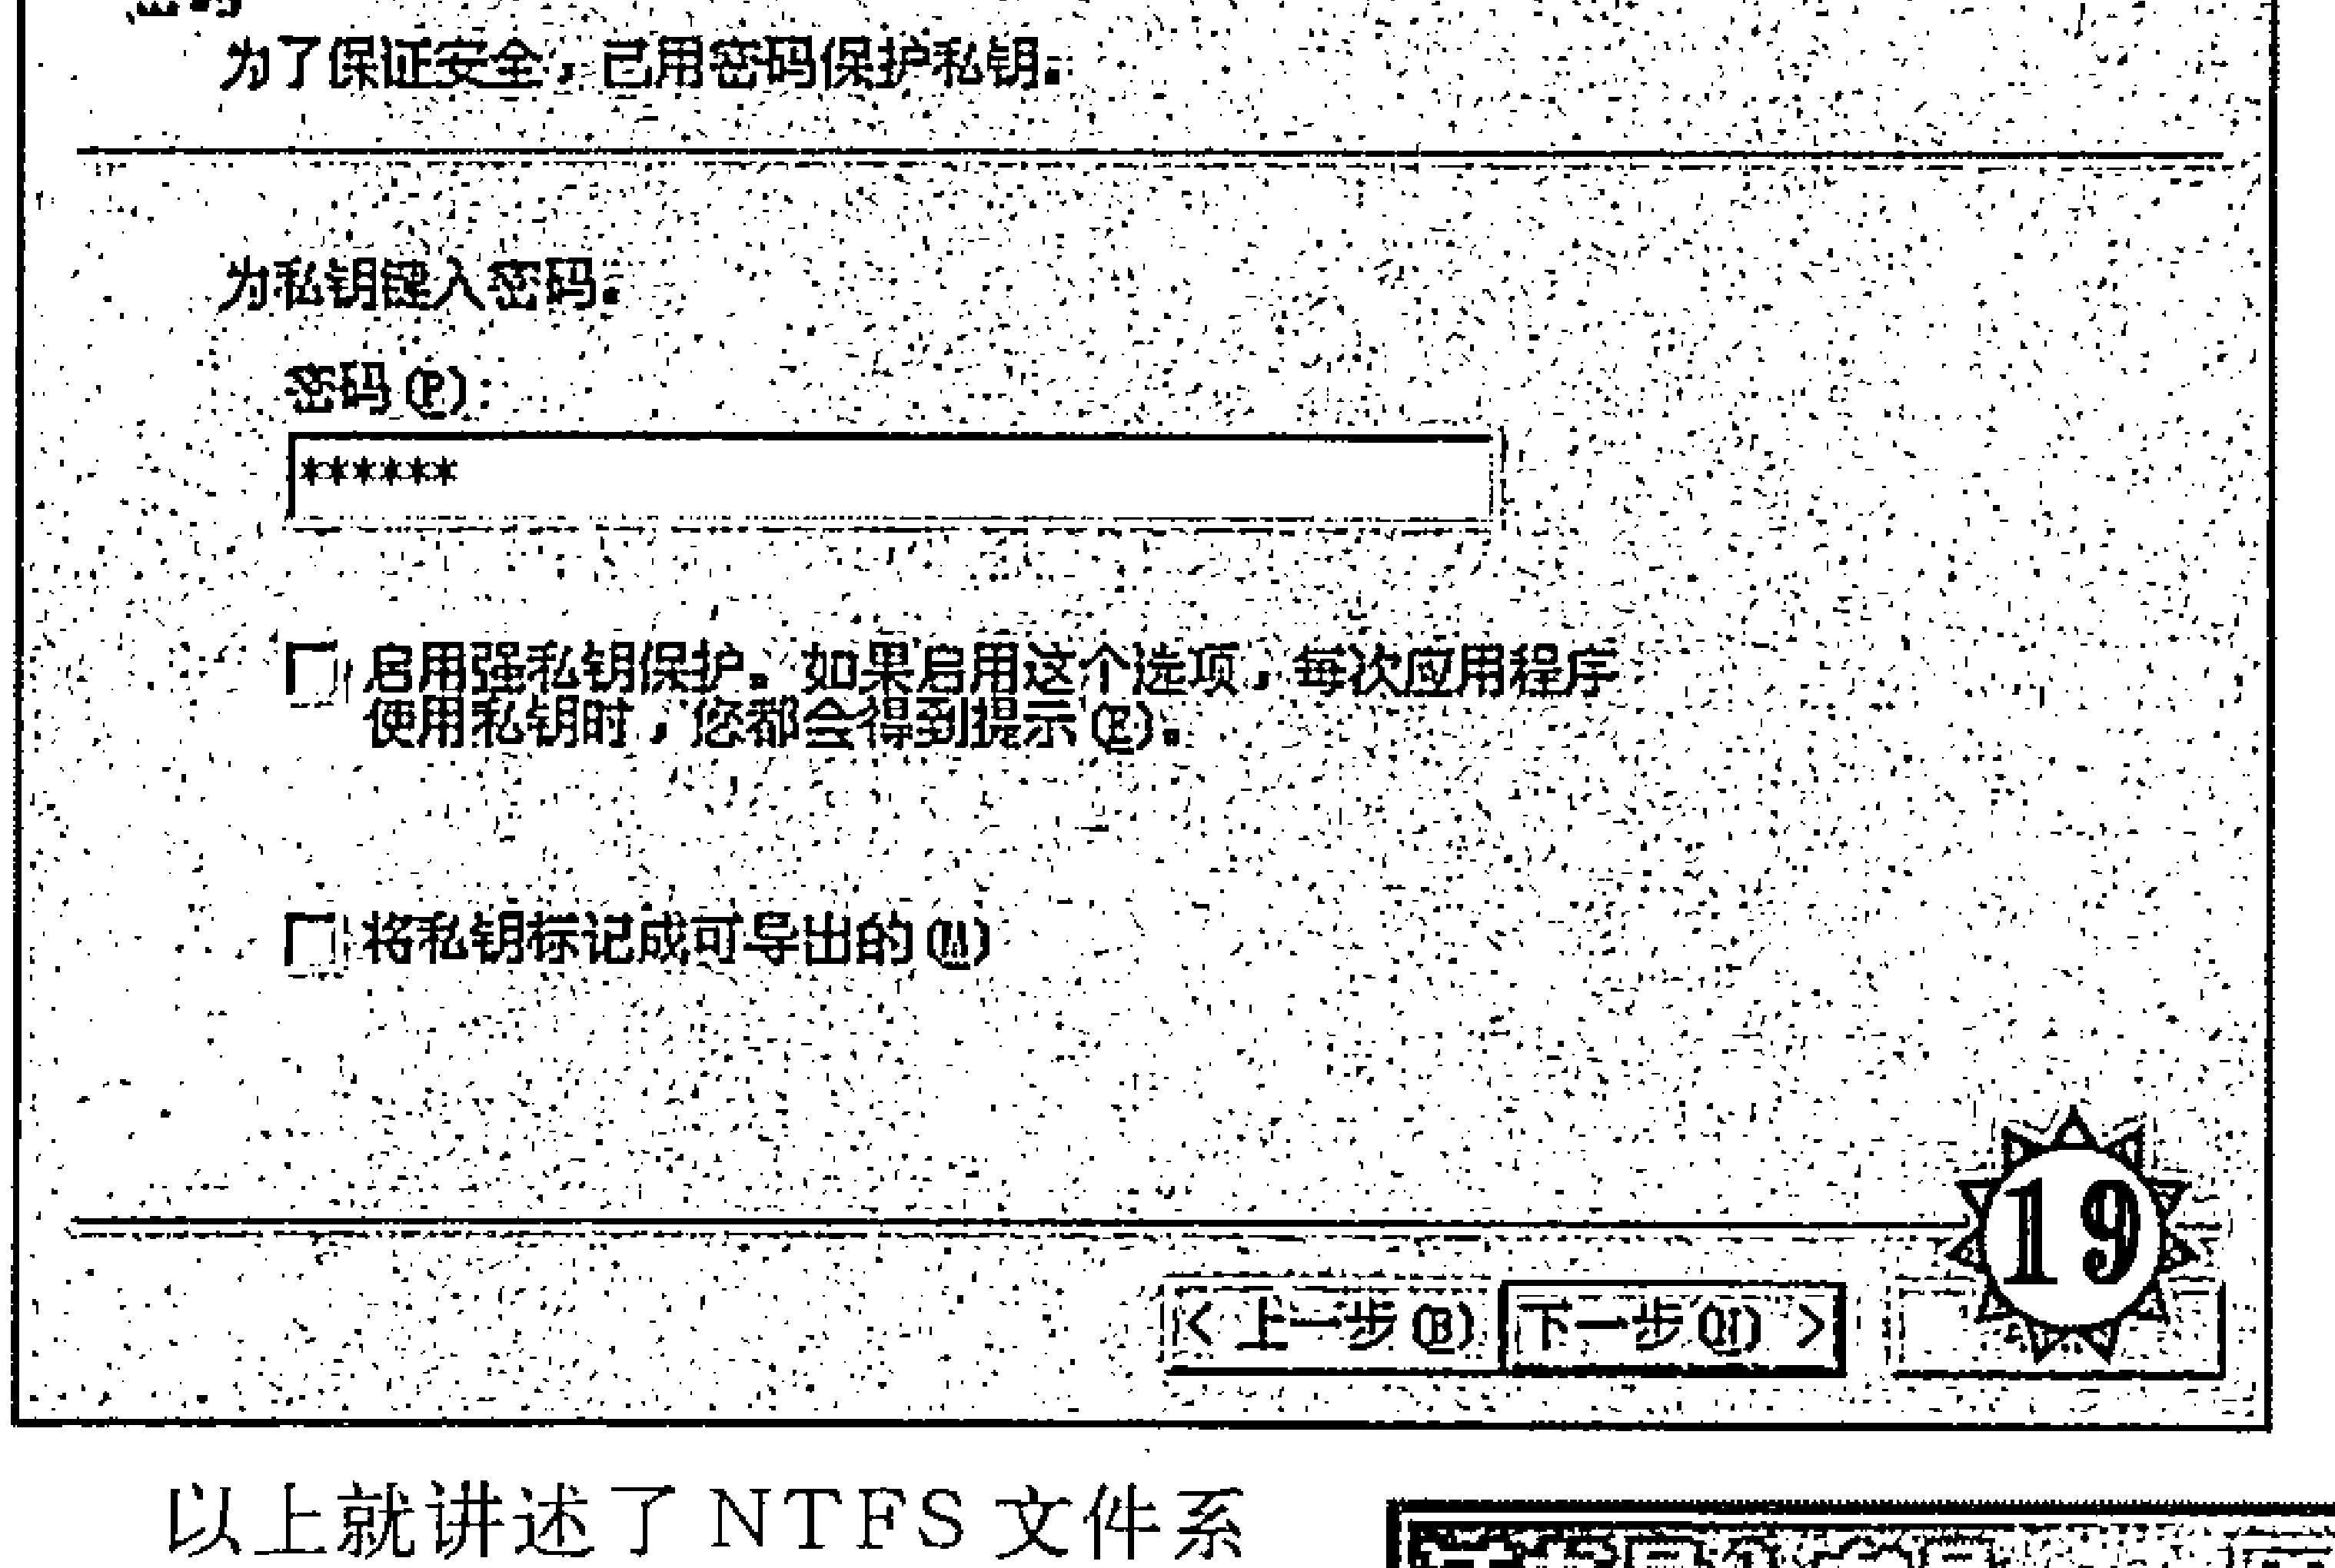 为了保证安全，已用密码保护私钥。
为私钥键入密码。
密码(P):
******
启用强私钥保护。如果启用这个选项，每次应用程序
使用私钥时，您都会得到提示(E)。
将私钥标记成可导出的(M)
19
< 上一步(B) 下一步(N) >
以上就讲述了 NTFS 文件系